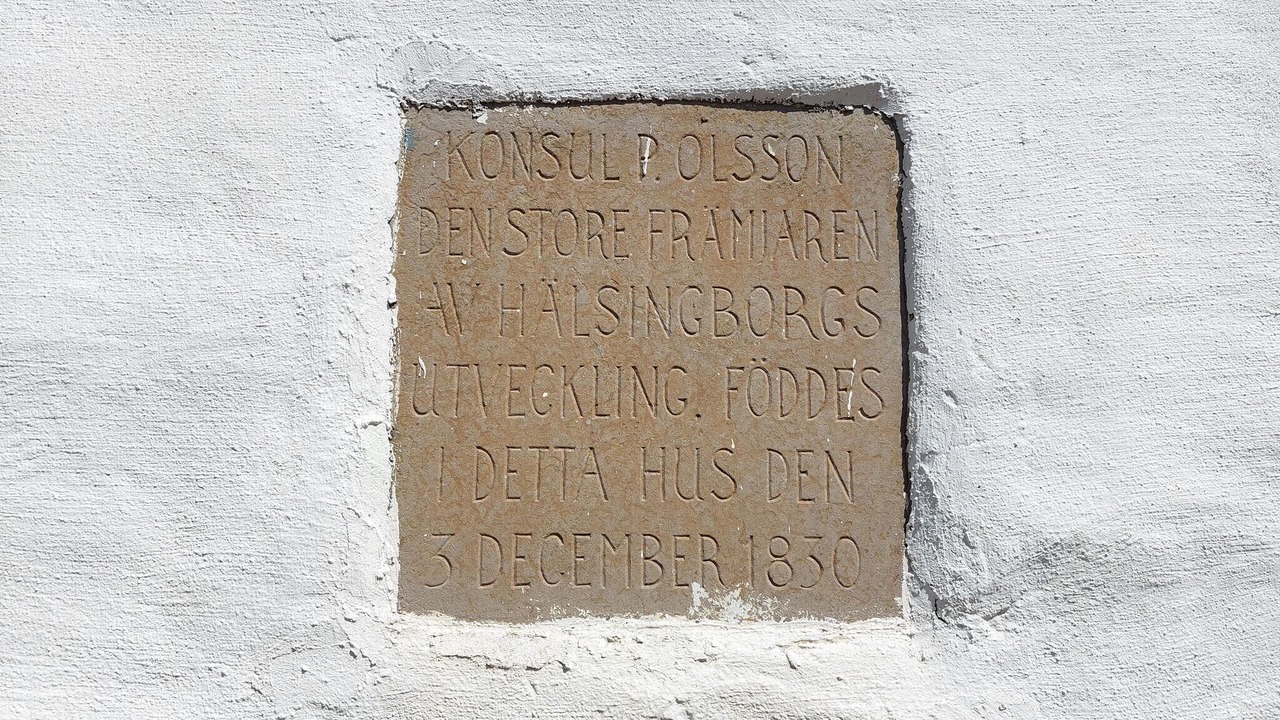 KONSUL P. OLSSON
DEN STORE FRÄMJAREN
AV HÄLSINGBORGS
UTVECKLING. FÖDDES
I DETTA HUS DEN
3 DECEMBER 1830